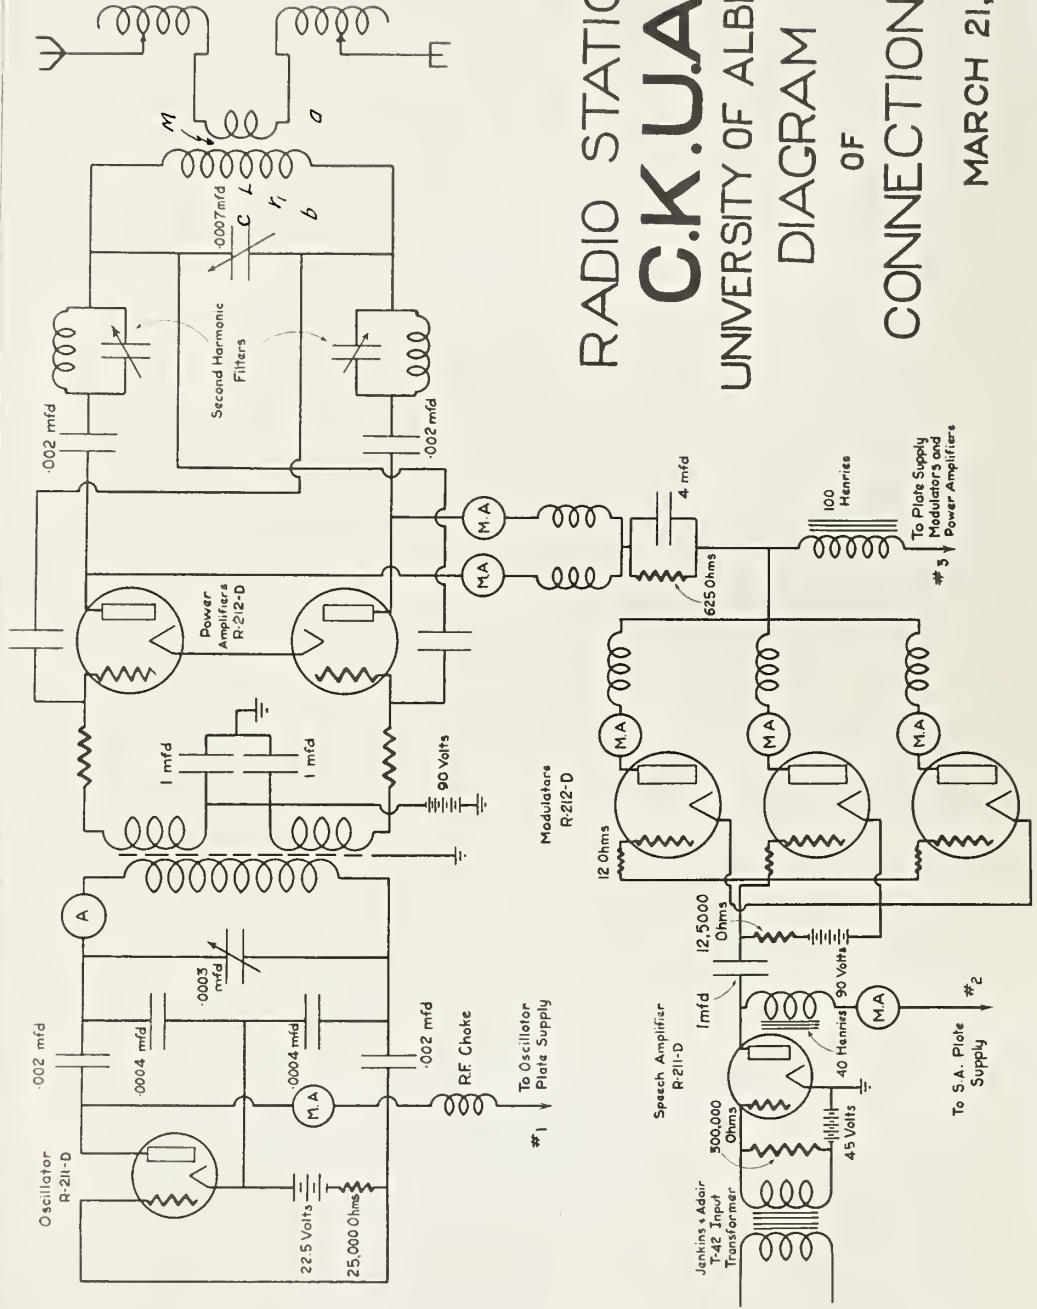 Oscillator
R-211-D
.002 mfd
.0004 mfd
.0004 mfd
.0003
mfd
A
22.5 Volts
25,000 Ohms
M.A
.002 mfd
R.F. Choke
To Oscillator
Plate Supply
#1
1 mfd
1 mfd
90 Volts
Power
Amplifiers
R-212-D
.002 mfd
.002 mfd
Second Harmonic
Filters
.0007 mfd
C
L
r1
b
M
a
M.A
M.A
4 mfd
625 Ohms
100
Henries
To Plate Supply
Modulators and
Power Amplifiers
#3
Modulators
R-212-D
12 Ohms
M.A
M.A
M.A
12,5000
Ohms
1mfd
90 Volts
Speech Amplifier
R-211-D
500,000
Ohms
40 Henries
M.A
45 Volts
#2
To S.A. Plate
Supply
Jenkins & Adair
T-42 Input
Transformer
RADIO STATIO
C.K.U.A
UNIVERSITY OF ALBE
DIAGRAM
OF
CONNECTION
MARCH 21,